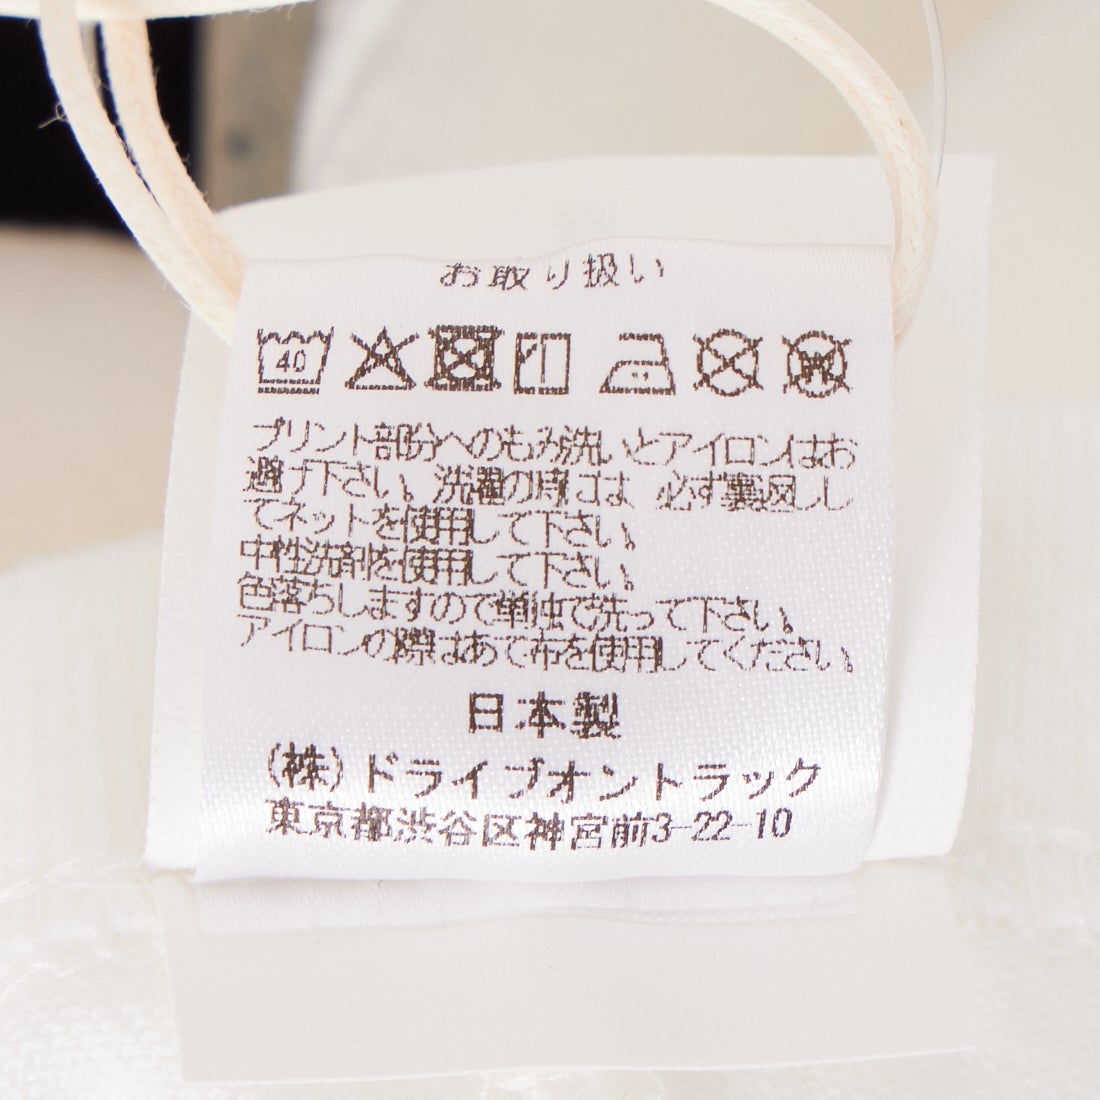 お取り扱い
40
プリント部分へのもみ洗いとアイロンはお
避け下さい。洗濯の時には 必ず裏返しし
てネットを使用して下さい。
中性洗剤を使用して下さい。
色落ちしますので単独で洗って下さい。
アイロンの際はあて布を使用してください。
日本製
(株)ドライブオントラック
東京都渋谷区神宮前3-22-10